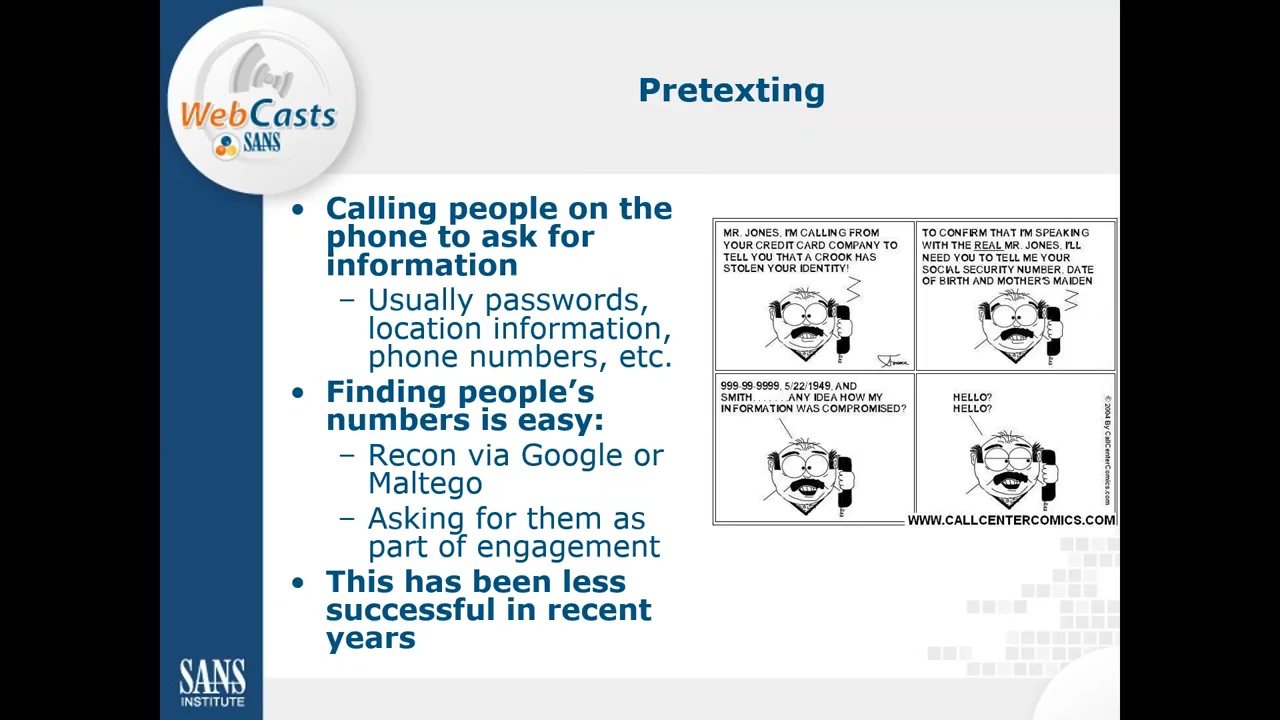 WebCasts
SANS
Pretexting
• Calling people on the
phone to ask for
information
– Usually passwords,
location information,
phone numbers, etc.
• Finding people’s
numbers is easy:
– Recon via Google or
Maltego
– Asking for them as
part of engagement
• This has been less
successful in recent
years
MR. JONES, I'M CALLING FROM
YOUR CREDIT CARD COMPANY TO
TELL YOU THAT A CROOK HAS
STOLEN YOUR IDENTITY!
TO CONFIRM THAT I'M SPEAKING
WITH THE REAL MR. JONES, I'LL
NEED YOU TO TELL ME YOUR
SOCIAL SECURITY NUMBER, DATE
OF BIRTH AND MOTHER'S MAIDEN
999-99-9999, 5/22/1949, AND
SMITH.......ANY IDEA HOW MY
INFORMATION WAS COMPROMISED?
HELLO?
HELLO?
© 2004 By CallCenterComics.com
WWW.CALLCENTERCOMICS.COM
SANS
INSTITUTE